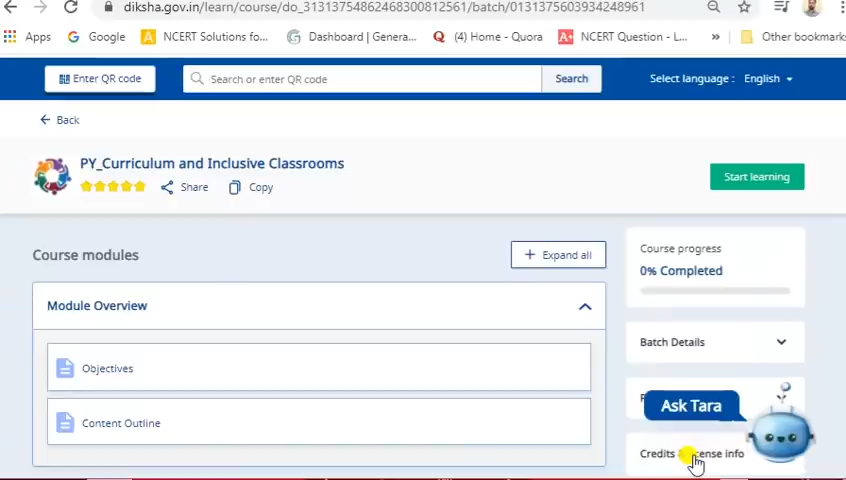 diksha.gov.in/learn/course/do_31313754862468300812561/batch/0131375603934248961
Apps Google NCERT Solutions fo... Dashboard | Genera... (4) Home - Quora NCERT Question - L... » Other bookmarks
Enter QR code Search or enter QR code Search Select language : English
Back
PY_Curriculum and Inclusive Classrooms
Share Copy
Start learning
Course modules
+ Expand all
Course progress
0% Completed
Module Overview
Batch Details
Objectives
Ask Tara
Content Outline
Credits info